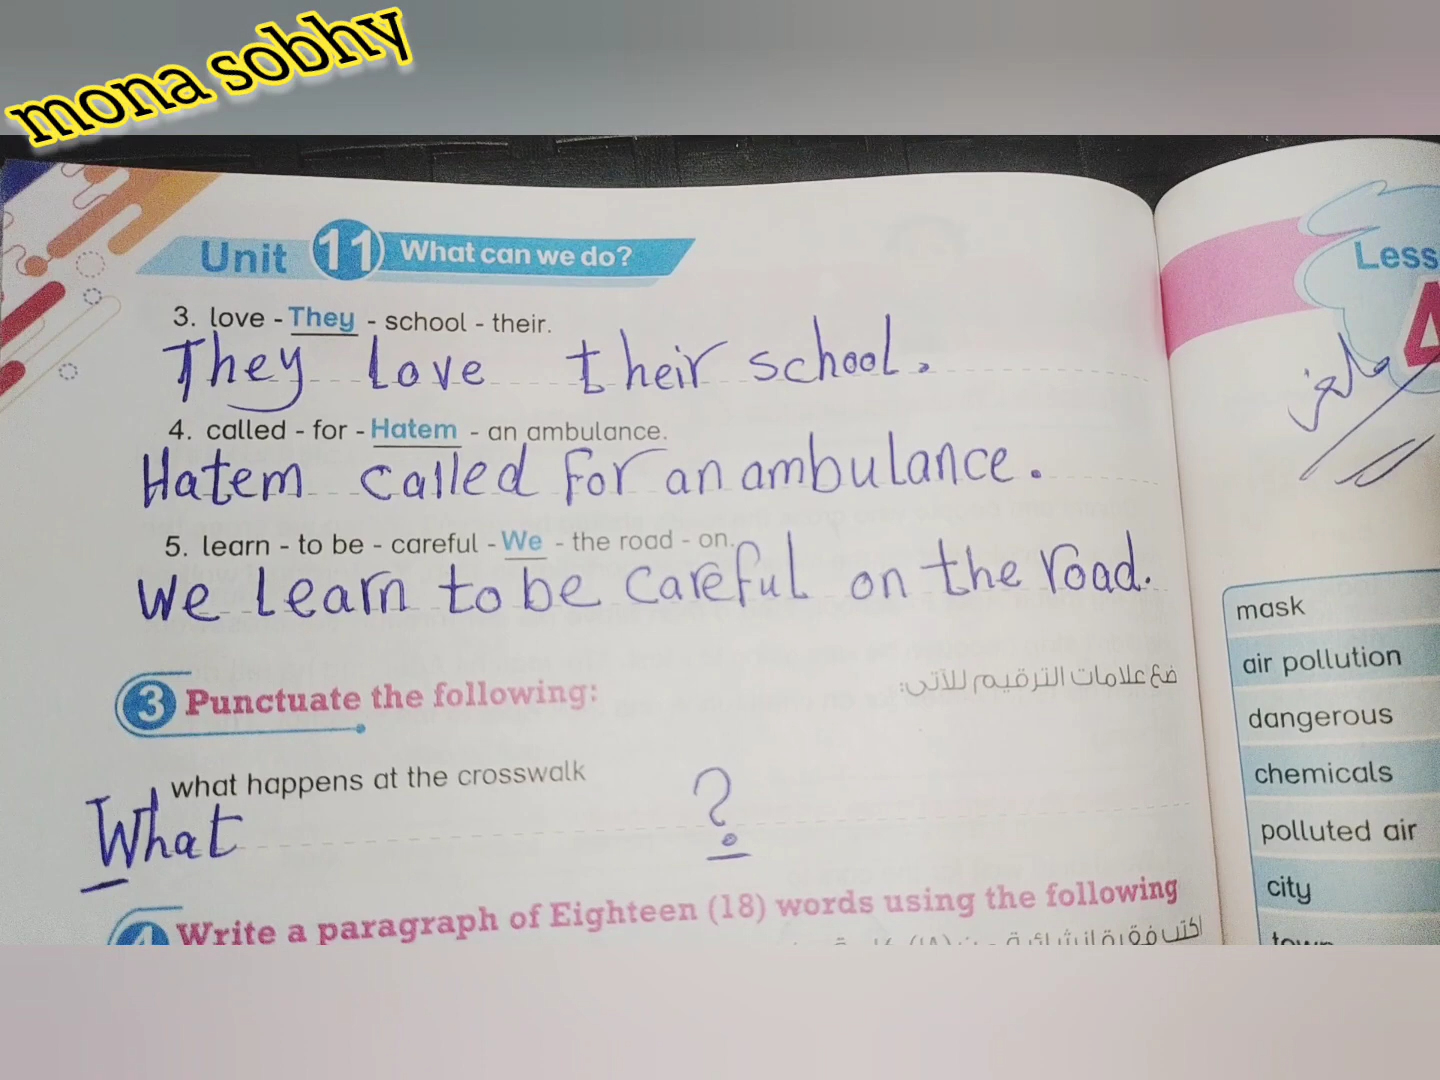 mona sobhy
Unit 11 What can we do?
3. love - They - school - their.
They love their school.
4. called - for - Hatem - an ambulance.
Hatem called for an ambulance.
5. learn - to be - careful - We - the road - on.
We learn to be careful on the road.
3 Punctuate the following:
ضع علامات الترقيم للآتى:
what happens at the crosswalk
What ?
4 Write a paragraph of Eighteen (18) words using the following
اكتب فقرة
Less
mask
air pollution
dangerous
chemicals
polluted air
city
town